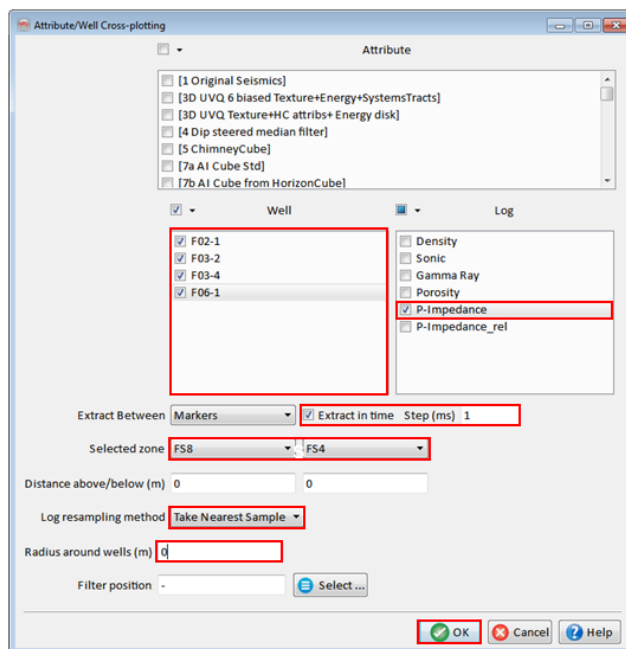 Attribute/Well Cross-plotting
Attribute
[1 Original Seismics]
[3D UVQ 6 biased Texture+Energy+SystemsTracts]
[3D UVQ Texture+HC attribs+ Energy disk]
[4 Dip steered median filter]
[5 ChimneyCube]
[7a AI Cube Std]
[7b AI Cube from HorizonCube]
Well Log
F02-1 Density
F03-2 Sonic
F03-4 Gamma Ray
F06-1 Porosity
P-Impedance
P-Impedance_rel
Extract Between Markers Extract in time Step (ms) 1
Selected zone FS8 FS4
Distance above/below (m) 0 0
Log resampling method Take Nearest Sample
Radius around wells (m) 0
Filter position - Select ...
OK Cancel Help